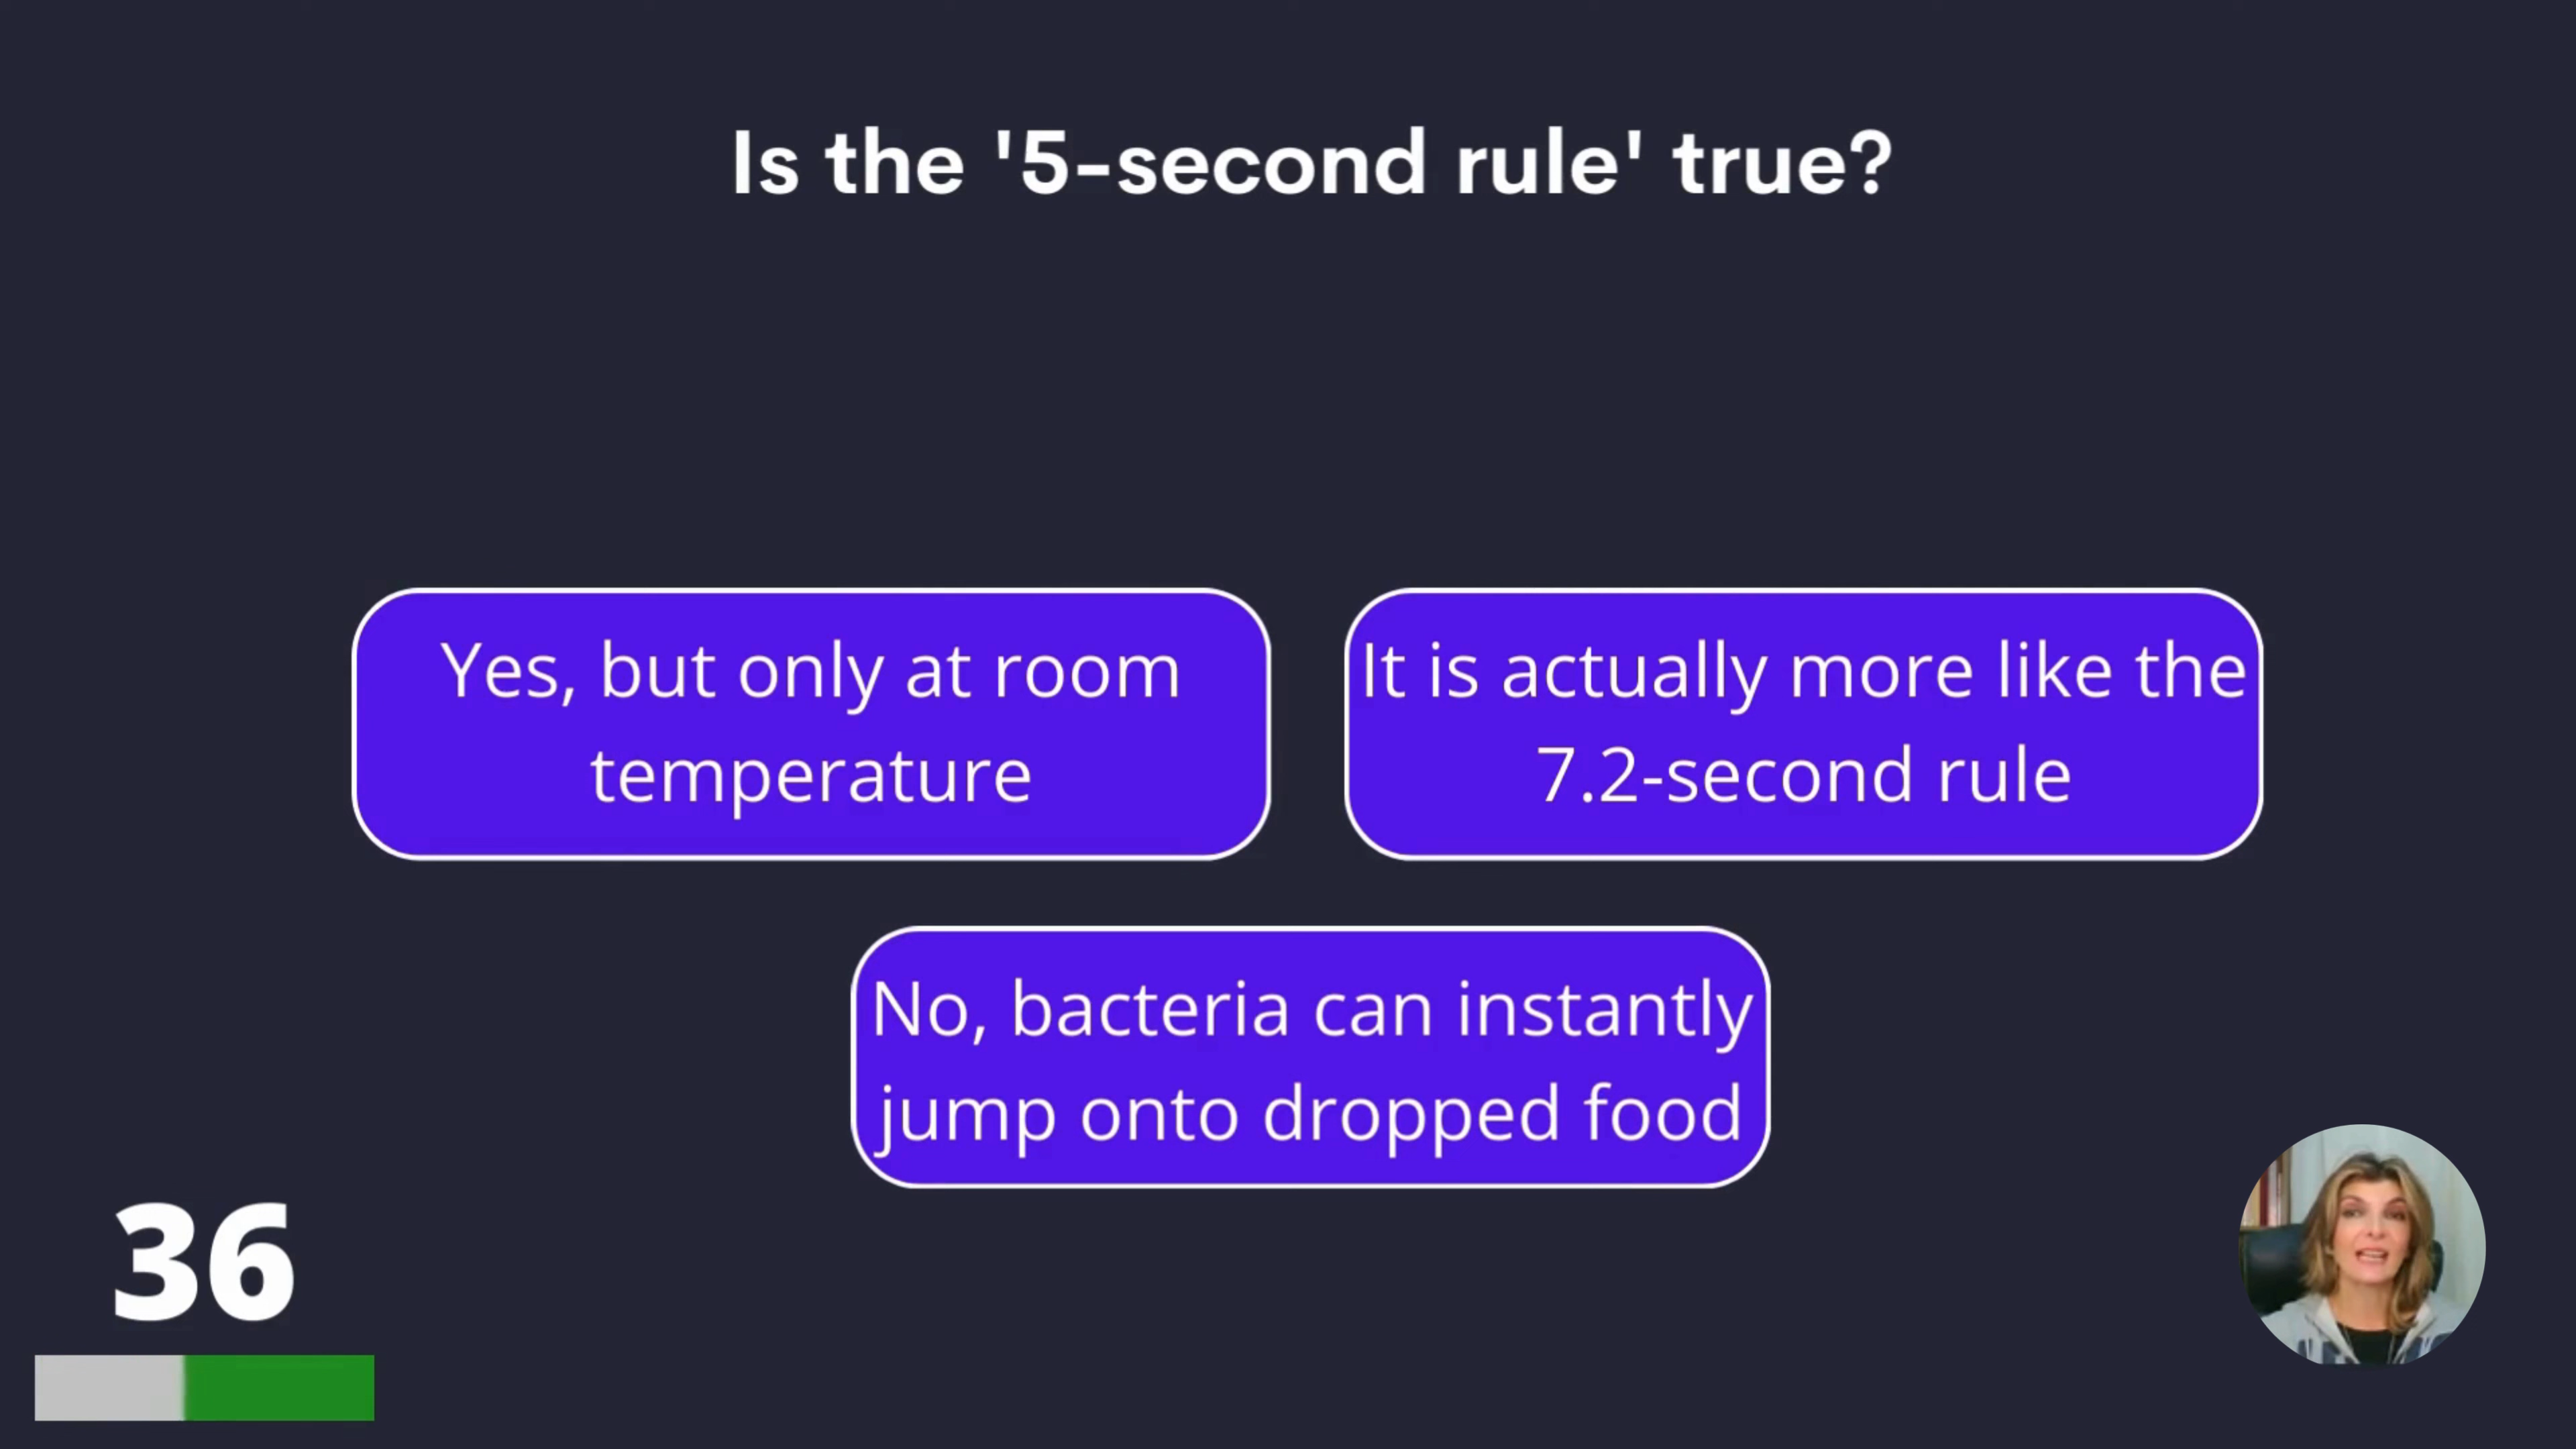 Is the '5-second rule' true?
Yes, but only at room
temperature
It is actually more like the
7.2-second rule
No, bacteria can instantly
jump onto dropped food
36